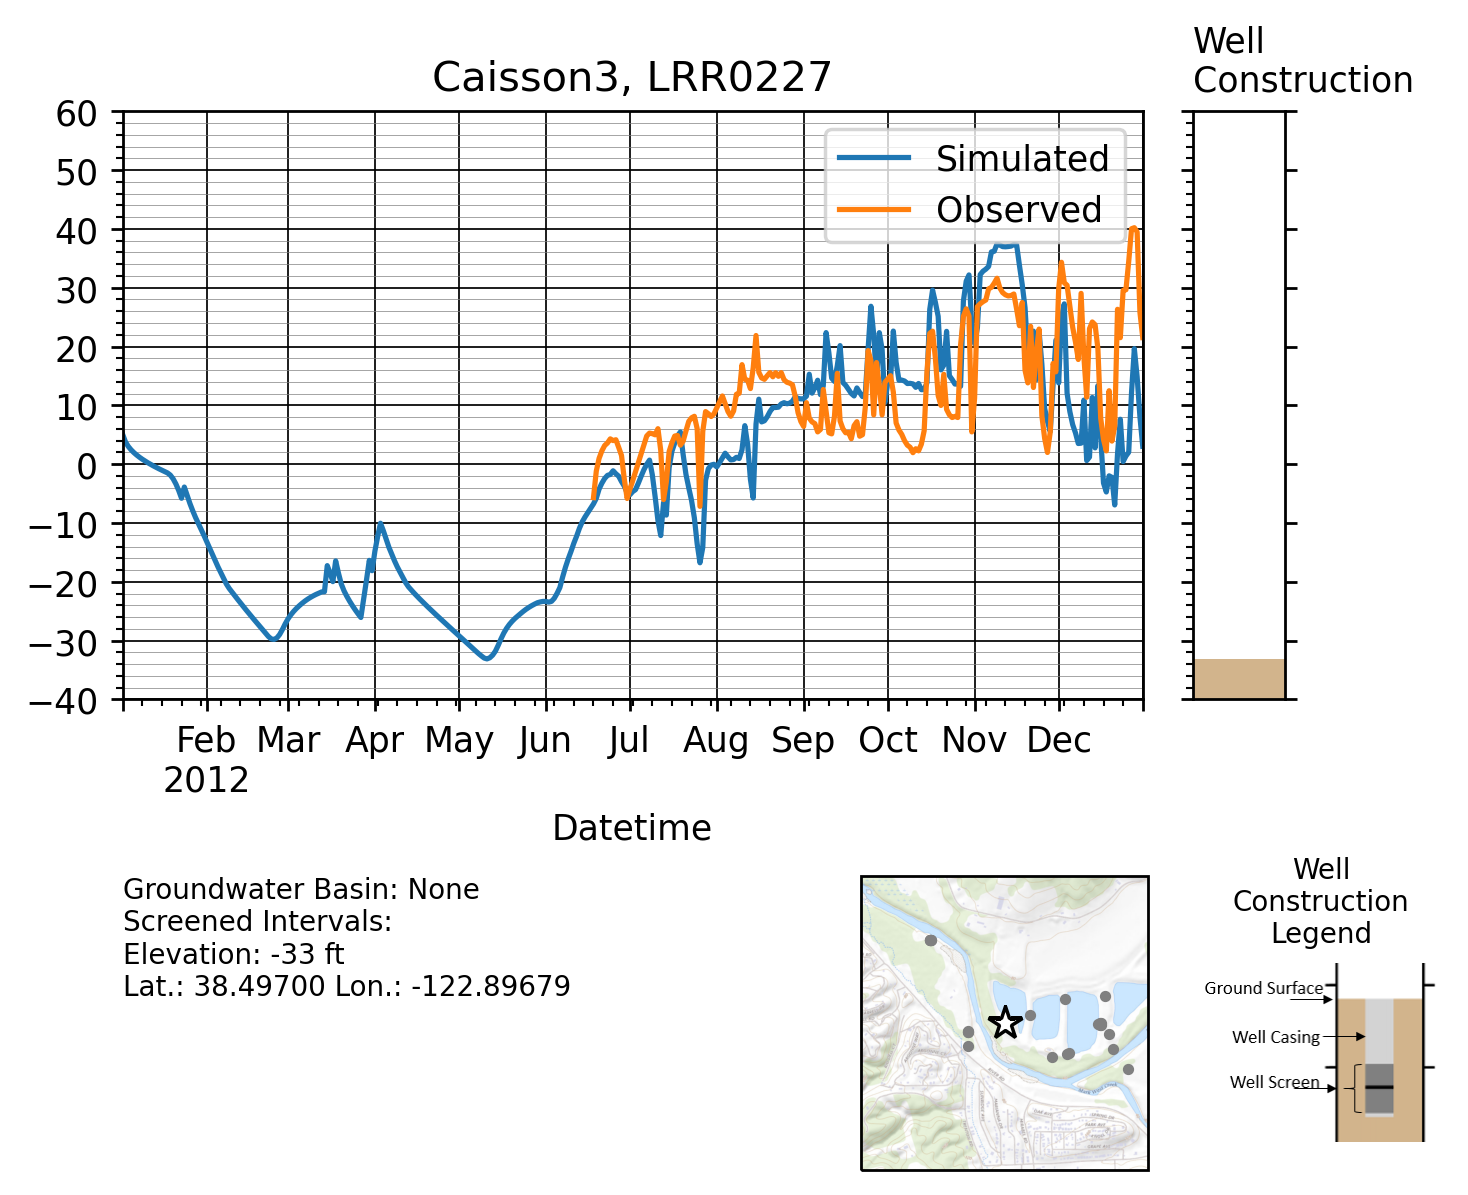 Well
Construction
Caisson3, LRR0227
60
50
40
30
20
10
0
−10
−20
−30
−40
Simulated
Observed
Feb Mar Apr May Jun Jul Aug Sep Oct Nov Dec
2012
Datetime
Groundwater Basin: None
Screened Intervals:
Elevation: -33 ft
Lat.: 38.49700 Lon.: -122.89679
Well
Construction
Legend
Ground Surface
Well Casing
Well Screen